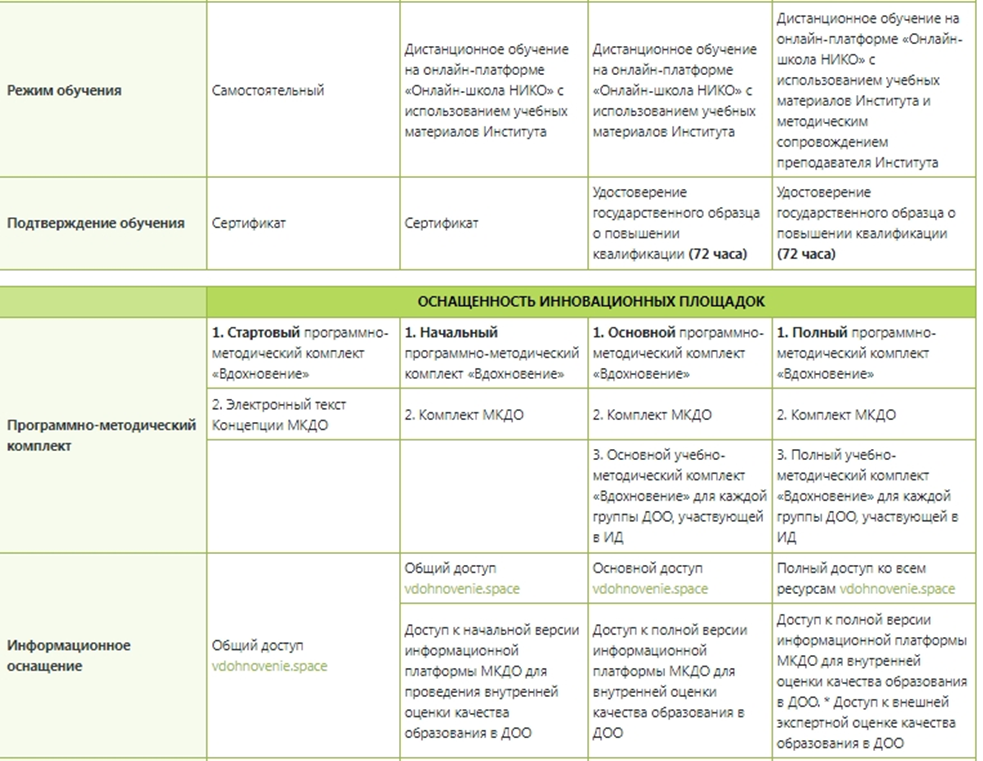 Режим обучения
Самостоятельный
Дистанционное обучение
на онлайн-платформе
«Онлайн-школа НИКО» с
использованием учебных
материалов Института
Дистанционное обучение
на онлайн-платформе
«Онлайн-школа НИКО» с
использованием учебных
материалов Института
Дистанционное обучение на
онлайн-платформе «Онлайн-
школа НИКО» с
использованием учебных
материалов Института и
методическим
сопровождением
преподавателя Института
Подтверждение обучения
Сертификат
Сертификат
Удостоверение
государственного образца
о повышении
квалификации (72 часа)
Удостоверение
государственного образца о
повышении квалификации
(72 часа)
ОСНАЩЕННОСТЬ ИННОВАЦИОННЫХ ПЛОЩАДОК
Программно-методический
комплект
1. Стартовый программно-
методический комплект
«Вдохновение»
1. Начальный
программно-методический
комплект «Вдохновение»
1. Основной программно-
методический комплект
«Вдохновение»
1. Полный программно-
методический комплект
«Вдохновение»
2. Электронный текст
Концепции МКДО
2. Комплект МКДО
2. Комплект МКДО
2. Комплект МКДО
3. Основной учебно-
методический комплект
«Вдохновение» для каждой
группы ДОО, участвующей
в ИД
3. Полный учебно-
методический комплект
«Вдохновение» для каждой
группы ДОО, участвующей в
ИД
Информационное
оснащение
Общий доступ
vdohnovenie.space
Общий доступ
vdohnovenie.space
Основной доступ
vdohnovenie.space
Полный доступ ко всем
ресурсам vdohnovenie.space
Доступ к начальной версии
информационной
платформы МКДО для
проведения внутренней
оценки качества
образования в ДОО
Доступ к полной версии
информационной
платформы МКДО для
внутренней оценки
качества образования в
ДОО
Доступ к полной версии
информационной платформы
МКДО для внутренней
оценки качества образования
в ДОО. * Доступ к внешней
экспертной оценке качества
образования в ДОО